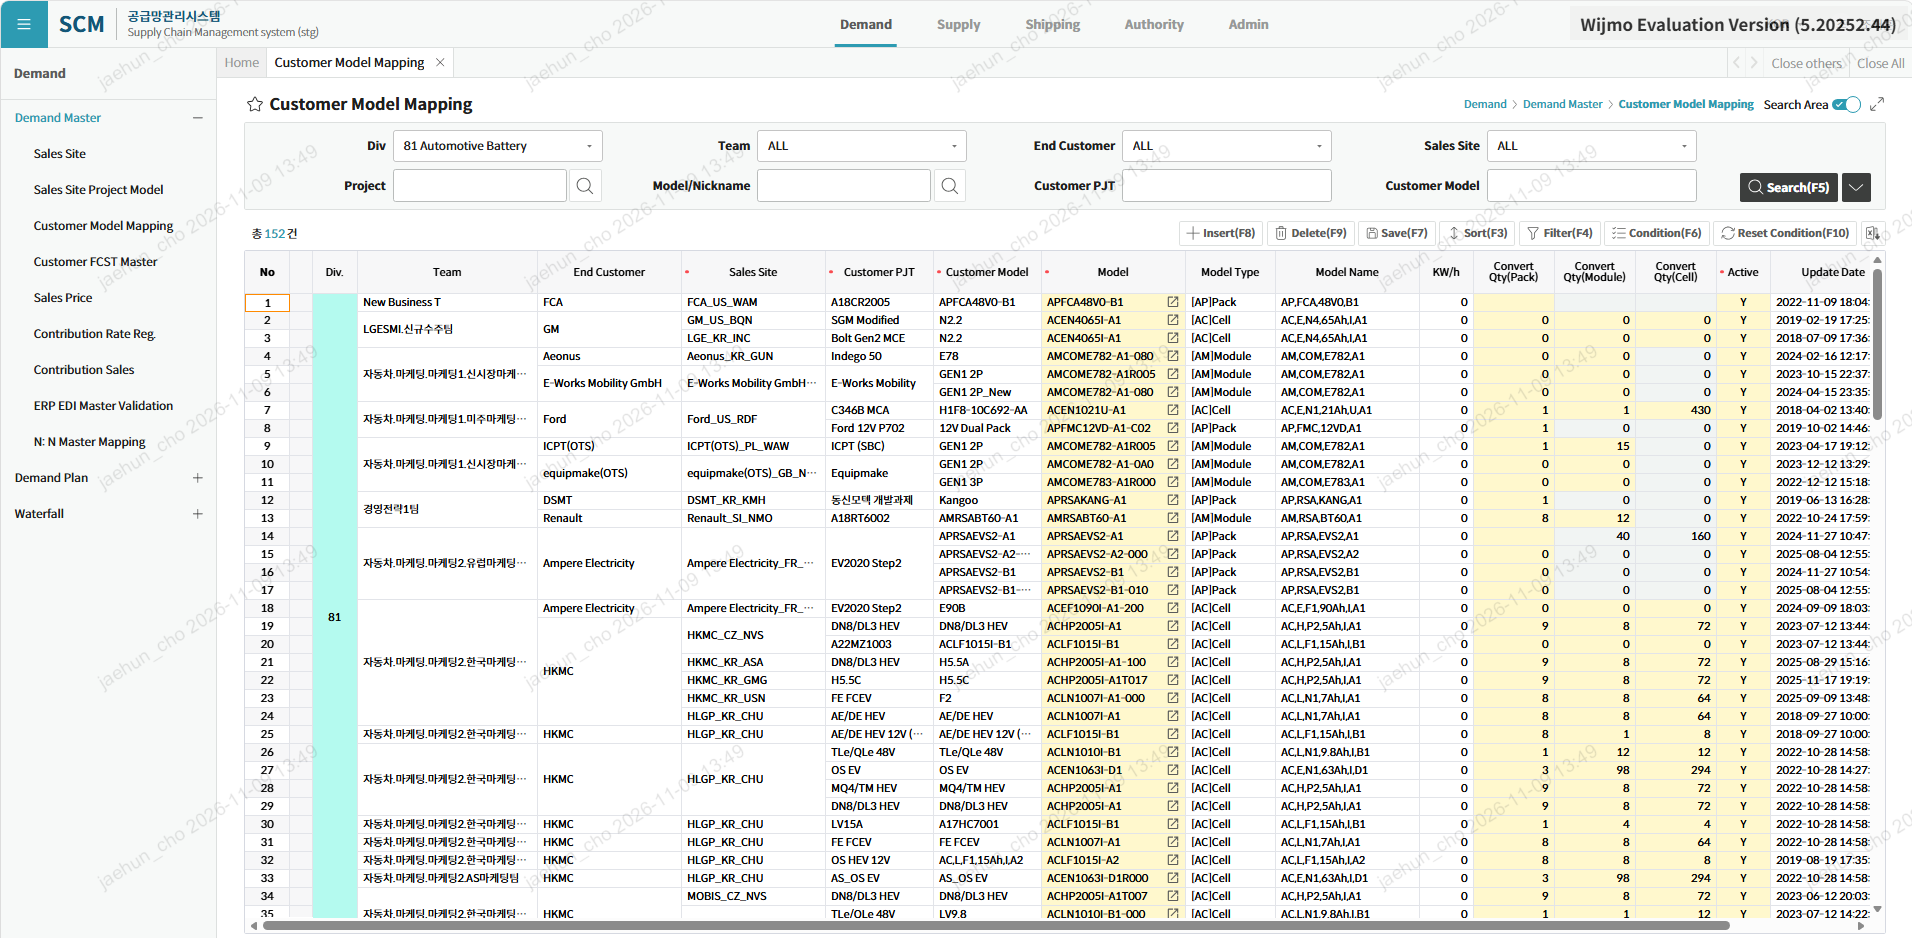 SCM 공급망관리시스템
Supply Chain Management system (stg)
Demand Supply Shipping Authority Admin
Wijmo Evaluation Version (5.20252.44)
Demand
Home Customer Model Mapping
Close others Close All
Demand Master
Sales Site
Sales Site Project Model
Customer Model Mapping
Customer FCST Master
Sales Price
Contribution Rate Reg.
Contribution Sales
ERP EDI Master Validation
N: N Master Mapping
Demand Plan
Waterfall
Customer Model Mapping
Demand > Demand Master > Customer Model Mapping Search Area
Div 81 Automotive Battery Team ALL End Customer ALL Sales Site ALL
Project Model/Nickname Customer PJT Customer Model Search(F5)
총 152 건
Insert(F8) Delete(F9) Save(F7) Sort(F3) Filter(F4) Condition(F6) Reset Condition(F10)
No Div. Team End Customer * Sales Site * Customer PJT * Customer Model * Model Model Type Model Name KW/h Convert Qty(Pack) Convert Qty(Module) Convert Qty(Cell) * Active Update Date
81
1 New Business T FCA FCA_US_WAM A18CR2005 APFCA48V0-B1 APFCA48V0-B1 [AP]Pack AP,FCA,48V0,B1 0 Y 2022-11-09 18:04:
2 LGESMI.신규수주팀 GM GM_US_BQN SGM Modified N2.2 ACEN4065I-A1 [AC]Cell AC,E,N4,65Ah,I,A1 0 0 0 0 Y 2019-02-19 17:25:
3 LGE_KR_INC Bolt Gen2 MCE N2.2 ACEN4065I-A1 [AC]Cell AC,E,N4,65Ah,I,A1 0 0 0 0 Y 2018-07-09 17:36:
4 자동차.마케팅.마케팅1.신시장마케··· Aeonus Aeonus_KR_GUN Indego 50 E78 AMCOME782-A1-080 [AM]Module AM,COM,E782,A1 0 0 0 0 Y 2024-02-16 12:17:
5 E-Works Mobility GmbH E-Works Mobility GmbH··· E-Works Mobility GEN1 2P AMCOME782-A1R005 [AM]Module AM,COM,E782,A1 0 0 0 0 Y 2023-10-15 22:37:
6 GEN1 2P_New AMCOME782-A1-080 [AM]Module AM,COM,E782,A1 0 0 0 0 Y 2024-04-15 23:35:
7 자동차.마케팅.마케팅1.미주마케팅··· Ford Ford_US_RDF C346B MCA H1F8-10C692-AA ACEN1021U-A1 [AC]Cell AC,E,N1,21Ah,U,A1 0 1 1 430 Y 2018-04-02 13:40:
8 Ford 12V P702 12V Dual Pack APFMC12VD-A1-C02 [AP]Pack AP,FMC,12VD,A1 0 1 0 0 Y 2019-10-02 14:46:
9 자동차.마케팅.마케팅1.신시장마케··· ICPT(OTS) ICPT(OTS)_PL_WAW ICPT (SBC) GEN1 2P AMCOME782-A1R005 [AM]Module AM,COM,E782,A1 0 1 15 0 Y 2023-04-17 19:12:
10 equipmake(OTS) equipmake(OTS)_GB_N··· Equipmake GEN1 2P AMCOME782-A1-0A0 [AM]Module AM,COM,E782,A1 0 0 0 0 Y 2023-12-12 13:29:
11 GEN1 3P AMCOME783-A1R000 [AM]Module AM,COM,E783,A1 0 0 0 0 Y 2022-12-12 15:18:
12 경영전략1팀 DSMT DSMT_KR_KMH 동신모텍 개발과제 Kangoo APRSAKANG-A1 [AP]Pack AP,RSA,KANG,A1 0 1 0 0 Y 2019-06-13 16:28:
13 Renault Renault_SI_NMO A18RT6002 AMRSABT60-A1 AMRSABT60-A1 [AM]Module AM,RSA,BT60,A1 0 8 12 0 Y 2022-10-24 17:59:
14 자동차.마케팅.마케팅2.유럽마케팅··· Ampere Electricity Ampere Electricity_FR_··· EV2020 Step2 APRSAEVS2-A1 APRSAEVS2-A1 [AP]Pack AP,RSA,EVS2,A1 0 40 160 Y 2024-11-27 10:47:
15 APRSAEVS2-A2-··· APRSAEVS2-A2-000 [AP]Pack AP,RSA,EVS2,A2 0 0 0 0 Y 2025-08-04 12:55:
16 APRSAEVS2-B1 APRSAEVS2-B1 [AP]Pack AP,RSA,EVS2,B1 0 0 0 0 Y 2024-11-27 10:54:
17 APRSAEVS2-B1-··· APRSAEVS2-B1-010 [AP]Pack AP,RSA,EVS2,B1 0 0 0 0 Y 2025-08-04 12:55:
18 자동차.마케팅.마케팅2.한국마케팅··· Ampere Electricity Ampere Electricity_FR_··· EV2020 Step2 E90B ACEF1090I-A1-200 [AC]Cell AC,E,F1,90Ah,I,A1 0 0 0 0 Y 2024-09-09 18:03:
19 HKMC HKMC_CZ_NVS DN8/DL3 HEV DN8/DL3 HEV ACHP2005I-A1 [AC]Cell AC,H,P2,5Ah,I,A1 0 9 8 72 Y 2023-07-12 13:44:
20 A22MZ1003 ACLF1015I-B1 ACLF1015I-B1 [AC]Cell AC,L,F1,15Ah,I,B1 0 0 0 0 Y 2023-07-12 13:44:
21 HKMC_KR_ASA DN8/DL3 HEV H5.5A ACHP2005I-A1-100 [AC]Cell AC,H,P2,5Ah,I,A1 0 9 8 72 Y 2025-08-29 15:16:
22 HKMC_KR_GMG H5.5C H5.5C ACHP2005I-A1T017 [AC]Cell AC,H,P2,5Ah,I,A1 0 9 8 72 Y 2025-11-17 19:19:
23 HKMC_KR_USN FE FCEV F2 ACLN1007I-A1-000 [AC]Cell AC,L,N1,7Ah,I,A1 0 8 8 64 Y 2025-09-09 13:48:
24 HLGP_KR_CHU AE/DE HEV AE/DE HEV ACLN1007I-A1 [AC]Cell AC,L,N1,7Ah,I,A1 0 8 8 64 Y 2018-09-27 10:00:
25 자동차.마케팅.마케팅2.한국마케팅··· HKMC HLGP_KR_CHU AE/DE HEV 12V (··· AE/DE HEV 12V (··· ACLF1015I-B1 [AC]Cell AC,L,F1,15Ah,I,B1 0 8 1 8 Y 2018-09-27 10:00:
26 자동차.마케팅.마케팅2.한국마케팅··· HKMC HLGP_KR_CHU TLe/QLe 48V TLe/QLe 48V ACLN1010I-B1 [AC]Cell AC,L,N1,9.8Ah,I,B1 0 1 12 12 Y 2022-10-28 14:58:
27 OS EV OS EV ACEN1063I-D1 [AC]Cell AC,E,N1,63Ah,I,D1 0 3 98 294 Y 2022-10-28 14:27:
28 MQ4/TM HEV MQ4/TM HEV ACHP2005I-A1 [AC]Cell AC,H,P2,5Ah,I,A1 0 9 8 72 Y 2022-10-28 14:58:
29 DN8/DL3 HEV DN8/DL3 HEV ACHP2005I-A1 [AC]Cell AC,H,P2,5Ah,I,A1 0 9 8 72 Y 2022-10-28 14:58:
30 자동차.마케팅.마케팅2.한국마케팅··· HKMC HLGP_KR_CHU LV15A A17HC7001 ACLF1015I-B1 [AC]Cell AC,L,F1,15Ah,I,B1 0 1 4 4 Y 2022-10-28 14:58:
31 자동차.마케팅.마케팅2.한국마케팅··· HKMC HLGP_KR_CHU FE FCEV FE FCEV ACLN1007I-A1 [AC]Cell AC,L,N1,7Ah,I,A1 0 8 8 64 Y 2022-10-28 14:58:
32 자동차.마케팅.마케팅2.한국마케팅··· HKMC HLGP_KR_CHU OS HEV 12V AC,L,F1,15Ah,I,A2 ACLF1015I-A2 [AC]Cell AC,L,F1,15Ah,I,A2 0 8 8 8 Y 2019-08-19 17:35:
33 자동차.마케팅.마케팅2.AS마케팅팀 HKMC HLGP_KR_CHU AS_OS EV AS_OS EV ACEN1063I-D1R000 [AC]Cell AC,E,N1,63Ah,I,D1 0 3 98 294 Y 2022-10-28 14:58:
34 MOBIS_CZ_NVS DN8/DL3 HEV DN8/DL3 HEV ACHP2005I-A1T007 [AC]Cell AC,H,P2,5Ah,I,A1 0 9 8 72 Y 2023-06-12 20:03:
35 자동차.마케팅.마케팅2.한국마케팅··· HKMC TLe/QLe 48V LV9.8 ACLN1010I-B1-000 [AC]Cell AC,L,N1,9.8Ah,I,B1 0 1 1 12 Y 2023-07-12 14:22:
jaehun_cho 2026-11-09 13:49